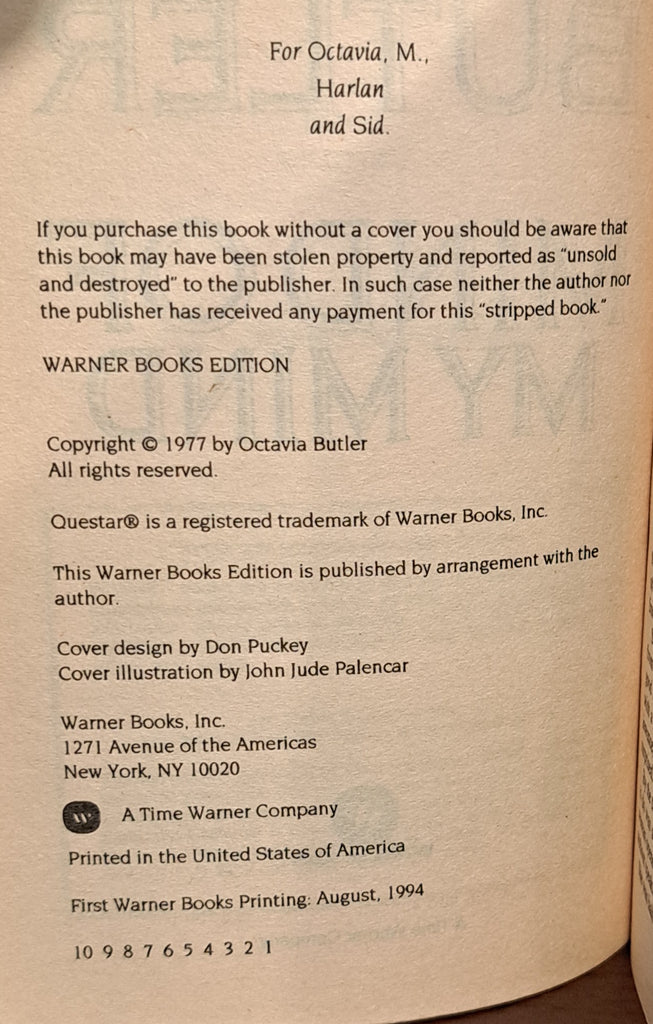 For Octavia, M.,
Harlan
and Sid.
If you purchase this book without a cover you should be aware that
this book may have been stolen property and reported as “unsold
and destroyed” to the publisher. In such case neither the author nor
the publisher has received any payment for this “stripped book.”
WARNER BOOKS EDITION
Copyright © 1977 by Octavia Butler
All rights reserved.
Questar® is a registered trademark of Warner Books, Inc.
This Warner Books Edition is published by arrangement with the
author.
Cover design by Don Puckey
Cover illustration by John Jude Palencar
Warner Books, Inc.
1271 Avenue of the Americas
New York, NY 10020
W A Time Warner Company
Printed in the United States of America
First Warner Books Printing: August, 1994
10 9 8 7 6 5 4 3 2 1